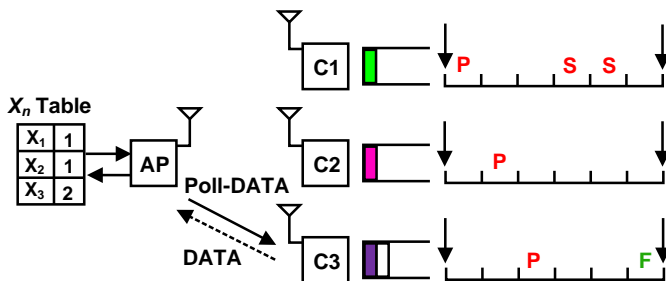 C1
P S S
Xn Table
X1 1
X2 1
X3 2
AP
C2
P
Poll-DATA
DATA
C3
P F